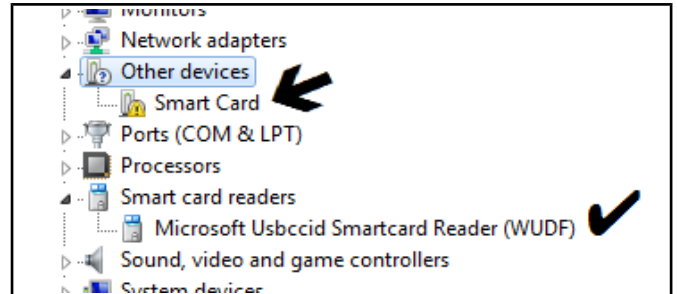 Monitors
Network adapters
Other devices
Smart Card
Ports (COM & LPT)
Processors
Smart card readers
Microsoft Usbccid Smartcard Reader (WUDF)
Sound, video and game controllers
System devices